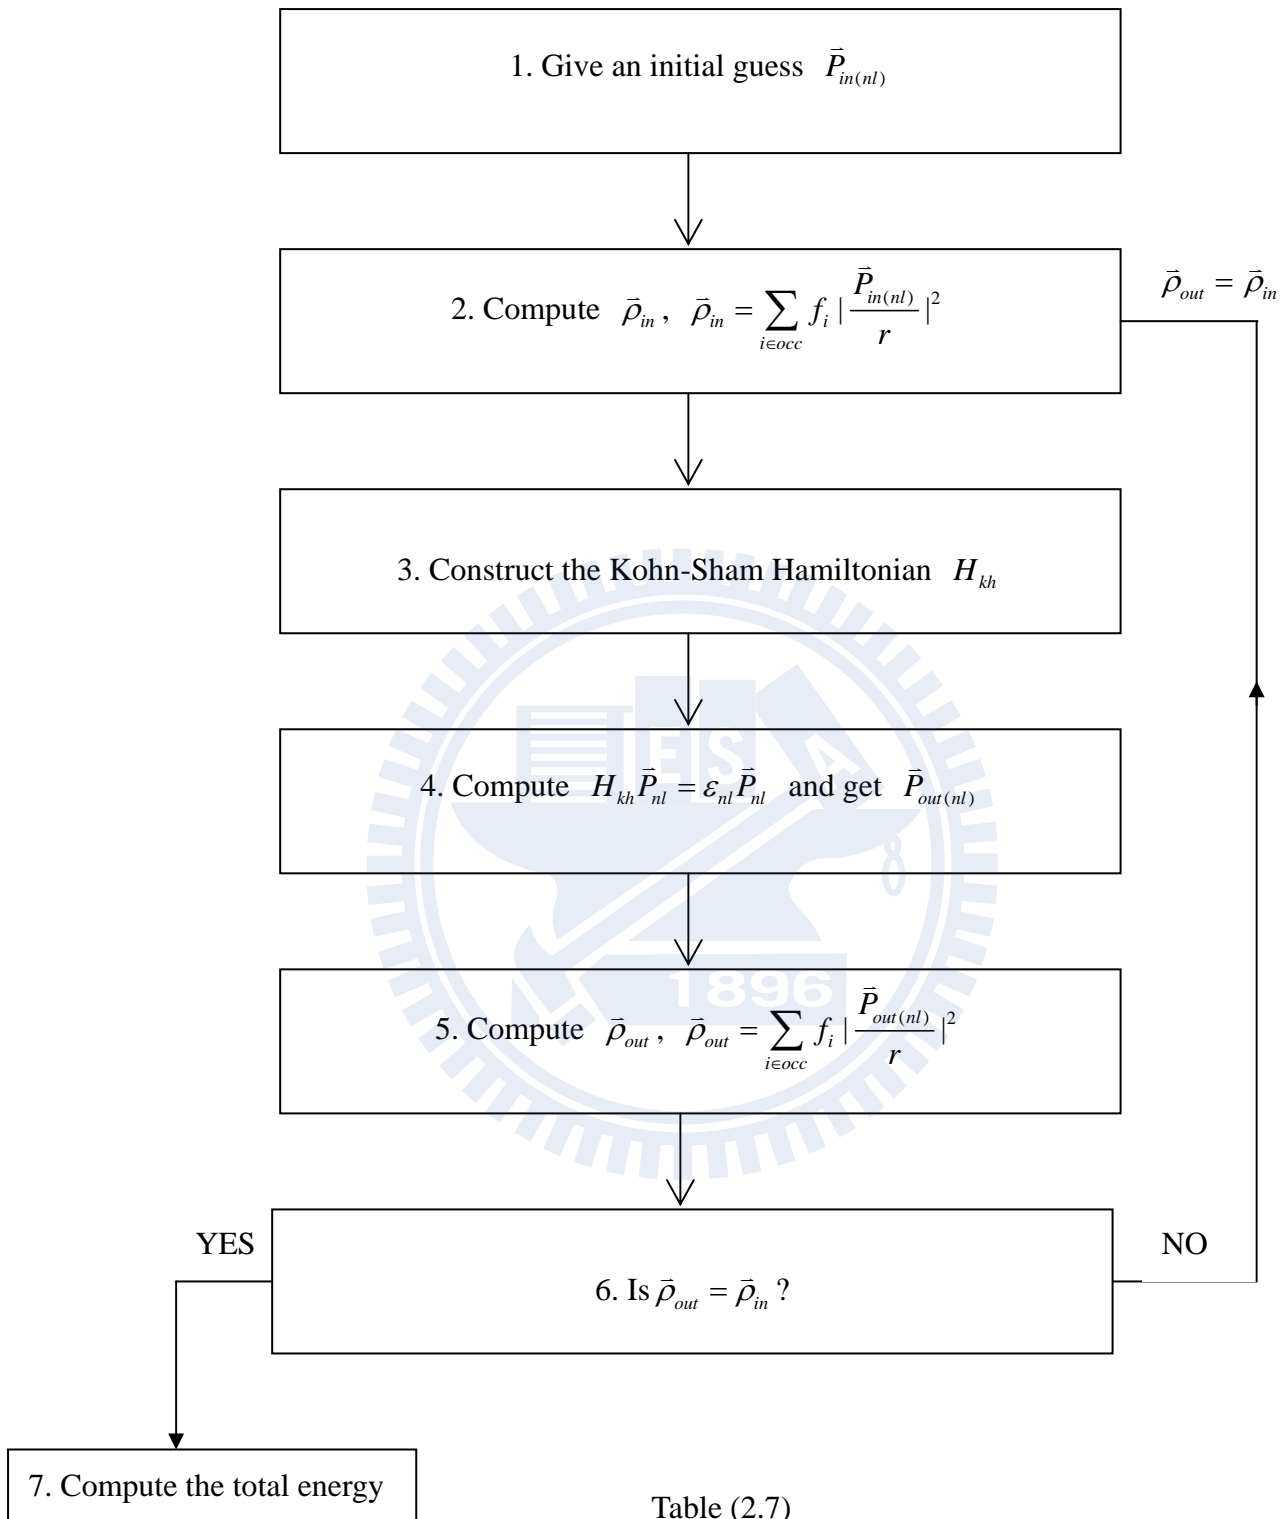 1. Give an initial guess $\vec{P}_{in(nl)}$
2. Compute $\vec{\rho}_{in}$, $\vec{\rho}_{in} = \sum_{i \in occ} f_i | \frac{\vec{P}_{in(nl)}}{r} |^2$
$\vec{\rho}_{out} = \vec{\rho}_{in}$
3. Construct the Kohn-Sham Hamiltonian $H_{kh}$
4. Compute $H_{kh} \vec{P}_{nl} = \varepsilon_{nl} \vec{P}_{nl}$ and get $\vec{P}_{out(nl)}$
5. Compute $\vec{\rho}_{out}$, $\vec{\rho}_{out} = \sum_{i \in occ} f_i | \frac{\vec{P}_{out(nl)}}{r} |^2$
YES
NO
6. Is $\vec{\rho}_{out} = \vec{\rho}_{in}$ ?
7. Compute the total energy
Table (2.7)
ESA
1896